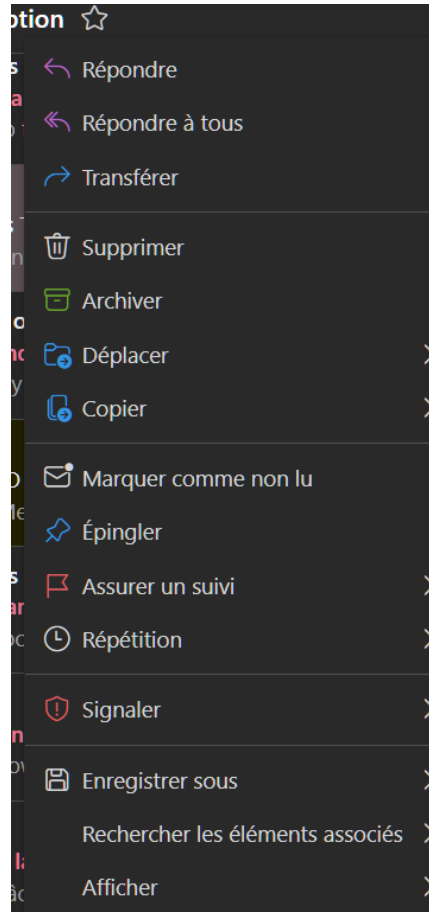 Répondre
Répondre à tous
Transférer
Supprimer
Archiver
Déplacer
Copier
Marquer comme non lu
Épingler
Assurer un suivi
Répétition
Signaler
Enregistrer sous
Rechercher les éléments associés
Afficher